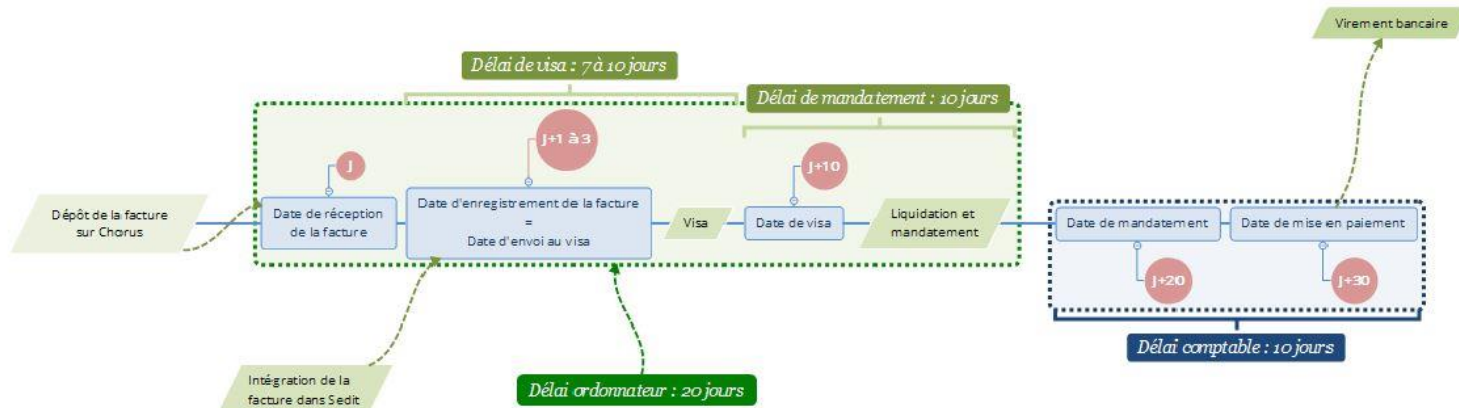 Virement bancaire
Délai de visa : 7 à 10 jours
Délai de mandatement : 10 jours
J
J+1 à 3
J+10
Dépôt de la facture
sur Chorus
Date de réception
de la facture
Date d'enregistrement de la facture
=
Date d'envoi au visa
Visa
Date de visa
Liquidation et
mandatement
Date de mandatement
Date de mise en paiement
J+20
J+30
Délai comptable : 10 jours
Intégration de la
facture dans Sedit
Délai ordonnateur : 20 jours